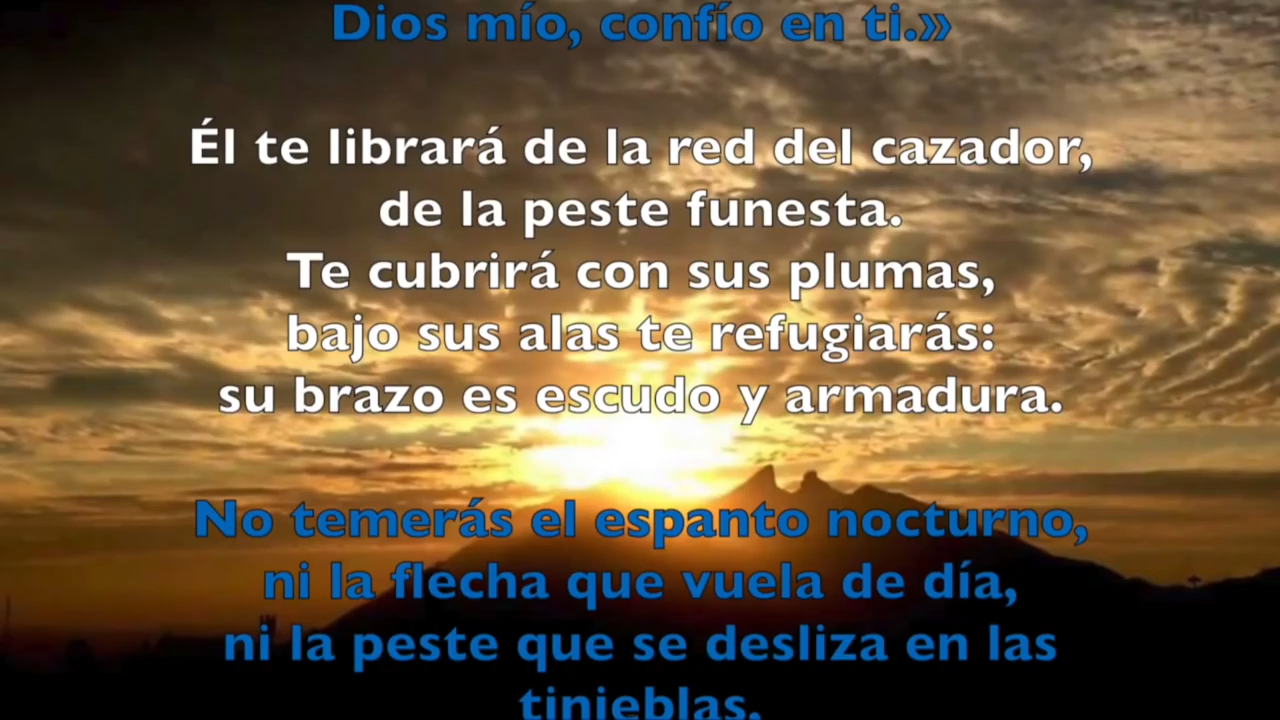 Dios mío, confío en ti.»
Él te librará de la red del cazador,
de la peste funesta.
Te cubrirá con sus plumas,
bajo sus alas te refugiarás:
su brazo es escudo y armadura.
No temerás el espanto nocturno,
ni la flecha que vuela de día,
ni la peste que se desliza en las
tinieblas,